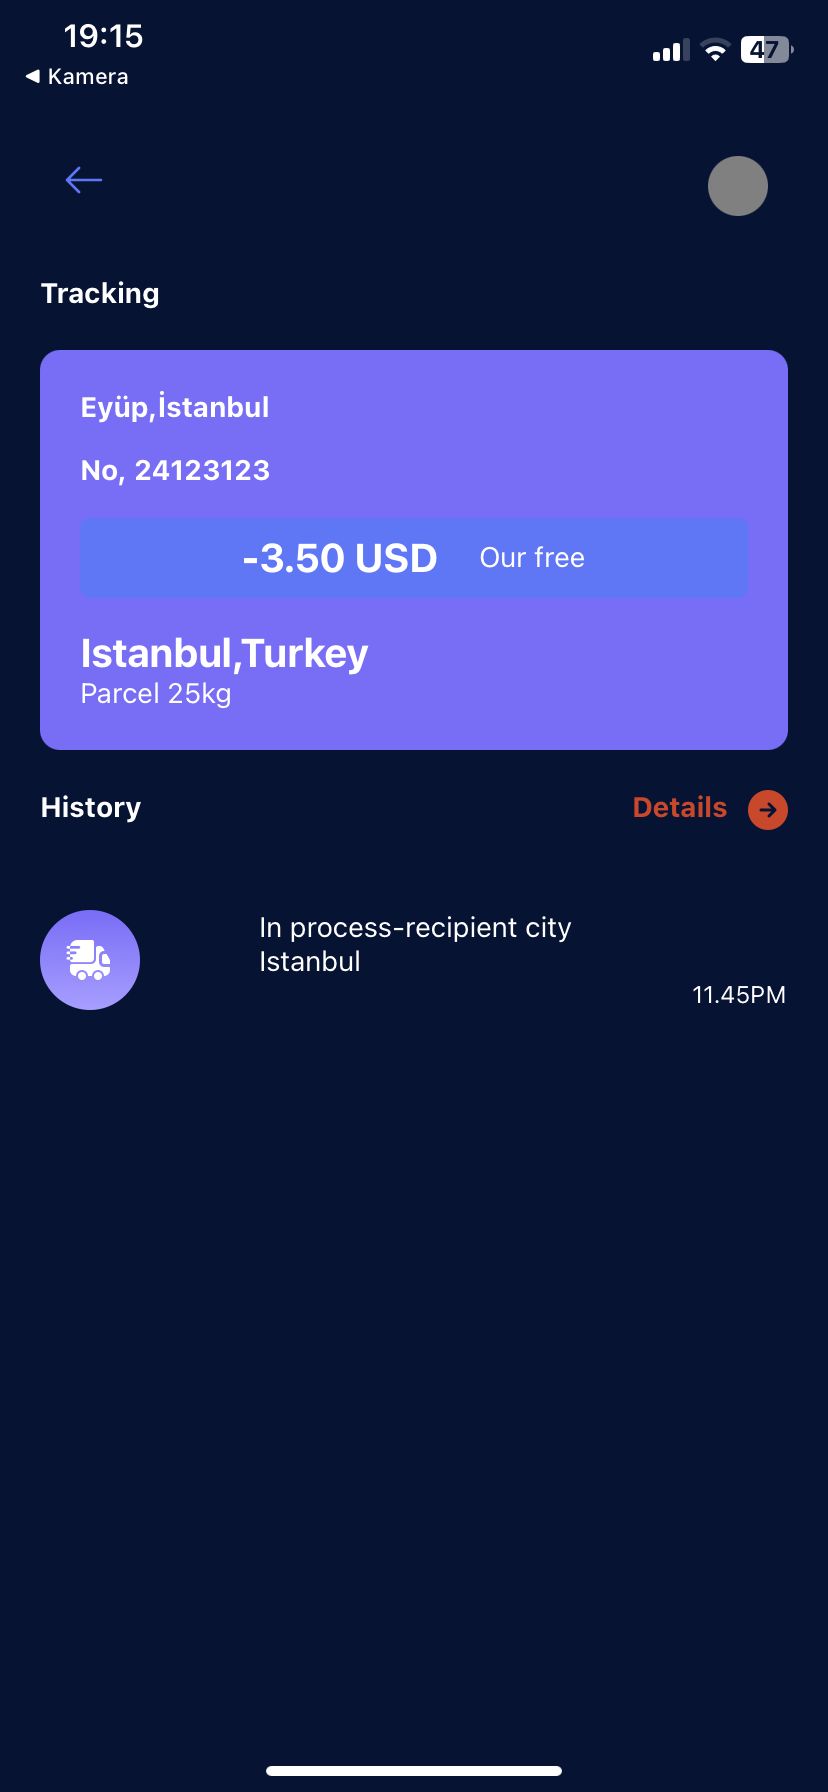 19:15
47
◀ Kamera
Tracking
Eyüp,İstanbul
No, 24123123
-3.50 USD Our free
Istanbul,Turkey
Parcel 25kg
History
Details
In process-recipient city
Istanbul
11.45PM